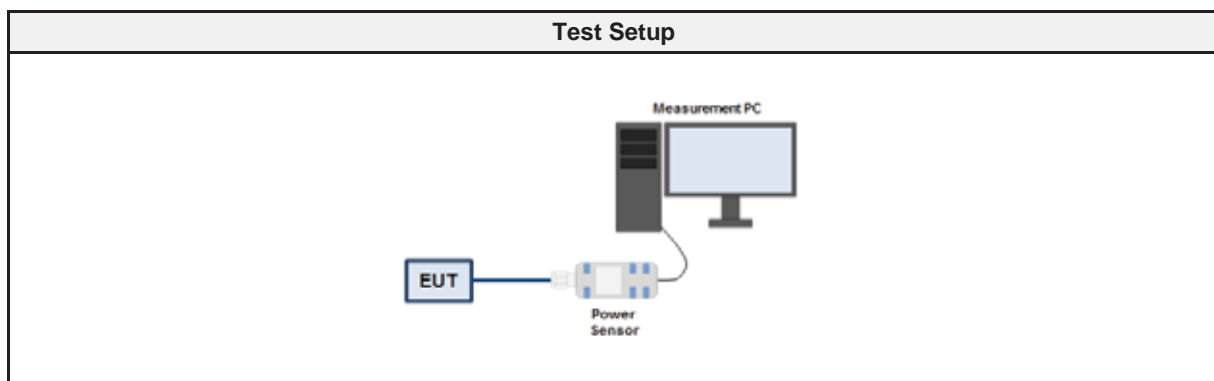 Test Setup
Measurement PC
EUT
Power
Sensor